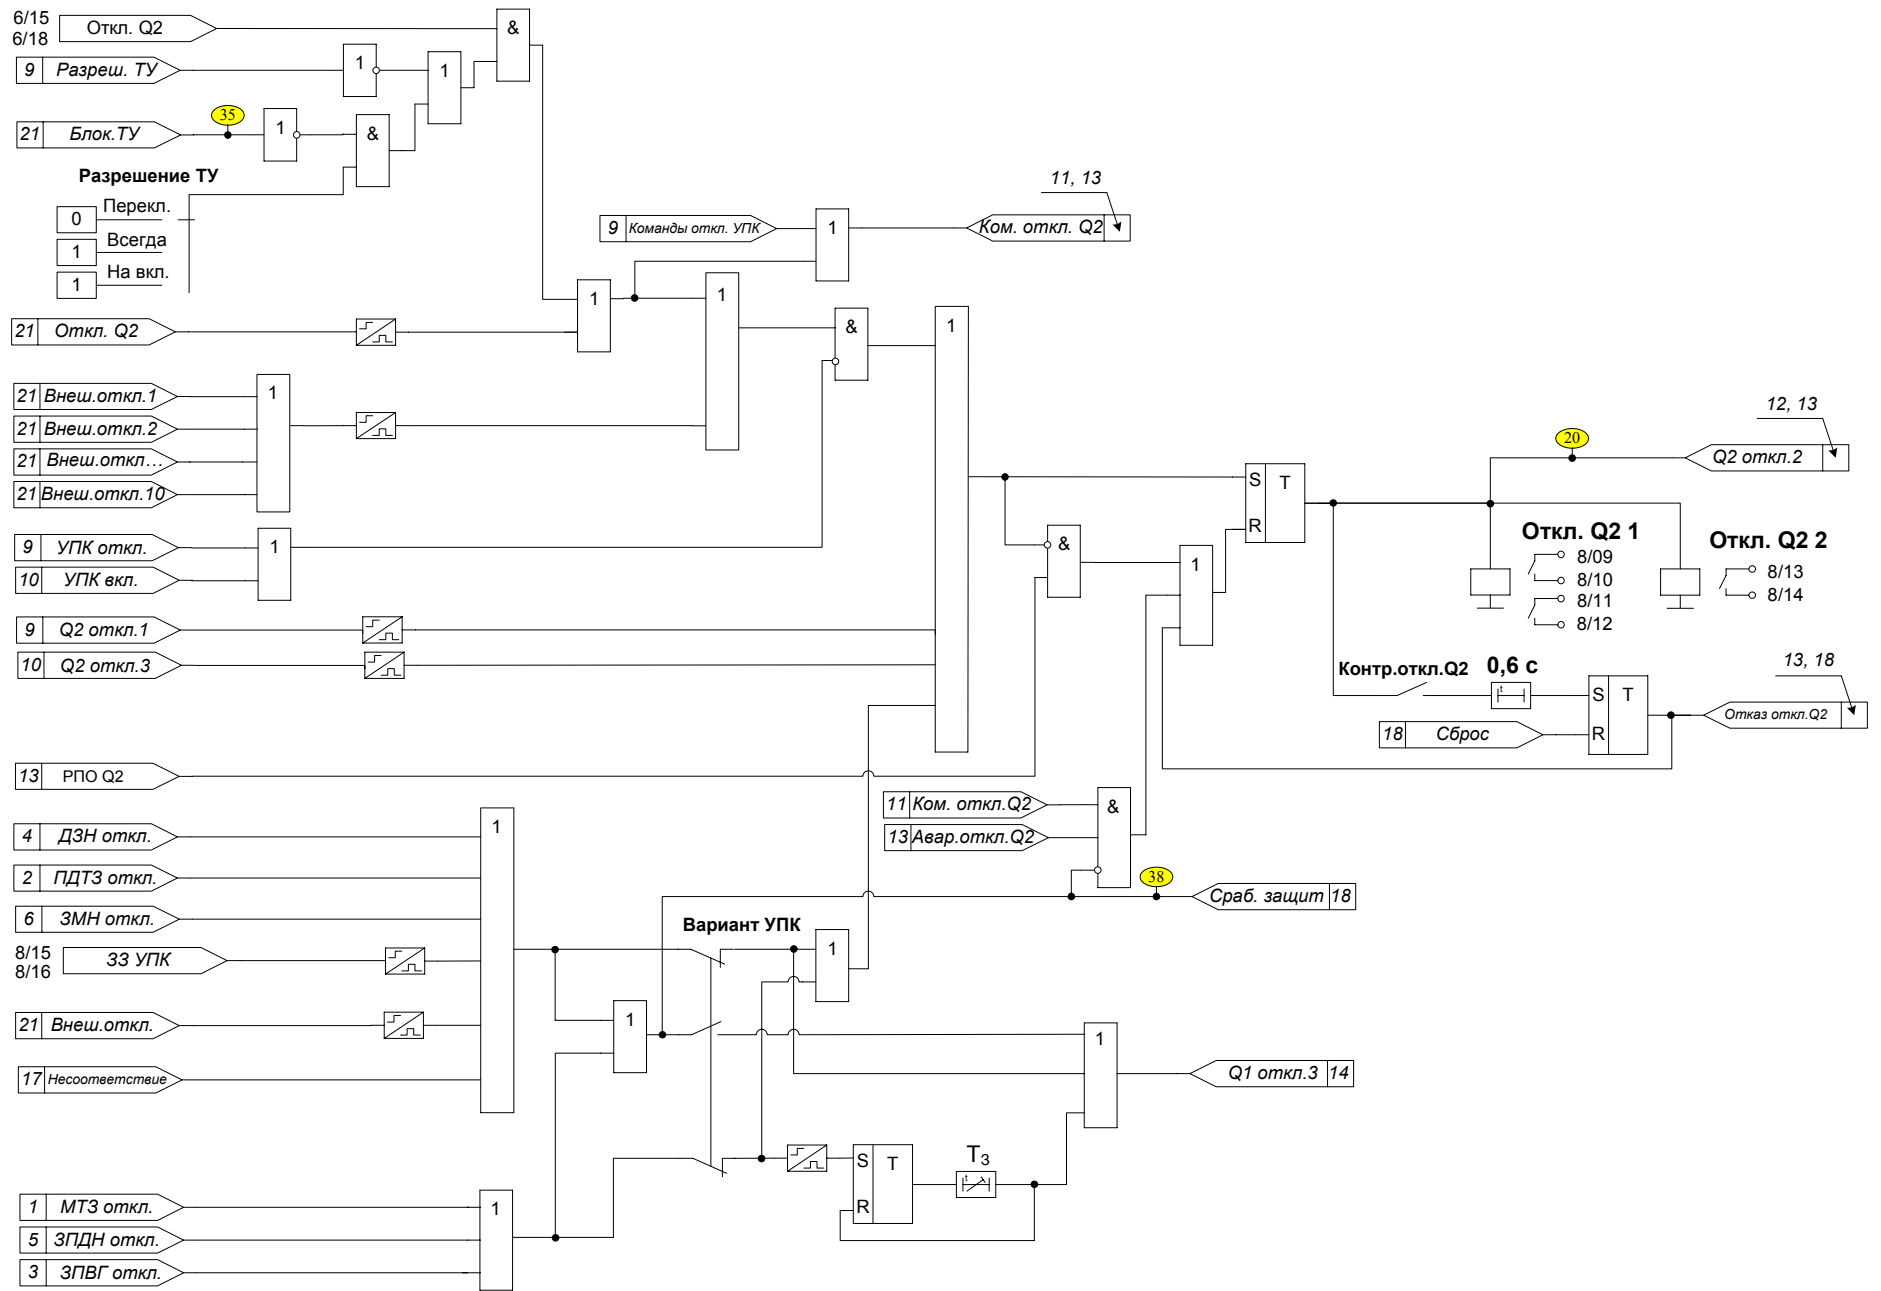 6/15
6/18
Откл. Q2
&
9 Разреш. ТУ
1
1
35
21 Блок.ТУ
1
&
Разрешение ТУ
0 Перекл.
1 Всегда
1 На вкл.
11, 13
9 Команды откл. УПК
1
Ком. откл. Q2
21 Откл. Q2
1
1
&
1
21 Внеш.откл.1
21 Внеш.откл.2
21 Внеш.откл…
21 Внеш.откл.10
1
12, 13
20
Q2 откл.2
9 УПК откл.
10 УПК вкл.
1
S T
R
&
1
Откл. Q2 1
8/09
8/10
8/11
8/12
Откл. Q2 2
8/13
8/14
9 Q2 откл.1
10 Q2 откл.3
Контр.откл.Q2
0,6 с
t
S T
R
13, 18
Отказ откл.Q2
18 Сброс
13 РПО Q2
11 Ком. откл.Q2
13 Авар.откл.Q2
&
38
Сраб. защит 18
4 ДЗН откл.
2 ПДТЗ откл.
6 ЗМН откл.
8/15
8/16
ЗЗ УПК
21 Внеш.откл.
17 Несоответствие
1
Вариант УПК
1
1
1
Q1 откл.3 14
1 МТЗ откл.
5 ЗПДН откл.
3 ЗПВГ откл.
1
S T
R
T3
t